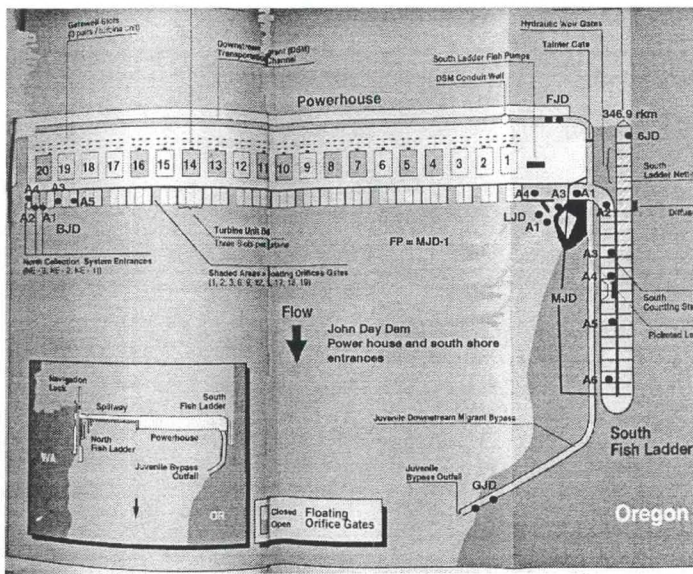 Gatewell Slots
(3 pairs / turbine unit)
Downstream Migrant (DSM)
Transportation Channel
Hydraulic Weir Gates
Tainter Gate
South Ladder Fish Pumps
DSM Conduit Weir
Powerhouse
FJD
346.9 rkm
6JD
South
20 19 18 17 16 15 14 13 12 11 10 9 8 7 6 5 4 3 2 1
A4 A3
A5
A2 A1
BJD
A4 A3 A1
LJD
A1
A2
A3
A4
A5
A6
MJD
North Collection System Entrances
Turbine Unit
Shaded Areas
FP = MJD-1
South
Flow
John Day Dam
Power house and south shore
entrances
Navigation
Lock
Spillway
South
Fish Ladder
North
Fish Ladder
Powerhouse
Juvenile Bypass
Outfall
WA
OR
Juvenile Downstream Migrant Bypass
South
Fish Ladder
Juvenile
Bypass Outfall
GJD
Closed
Open
Floating
Orifice Gates
Oregon